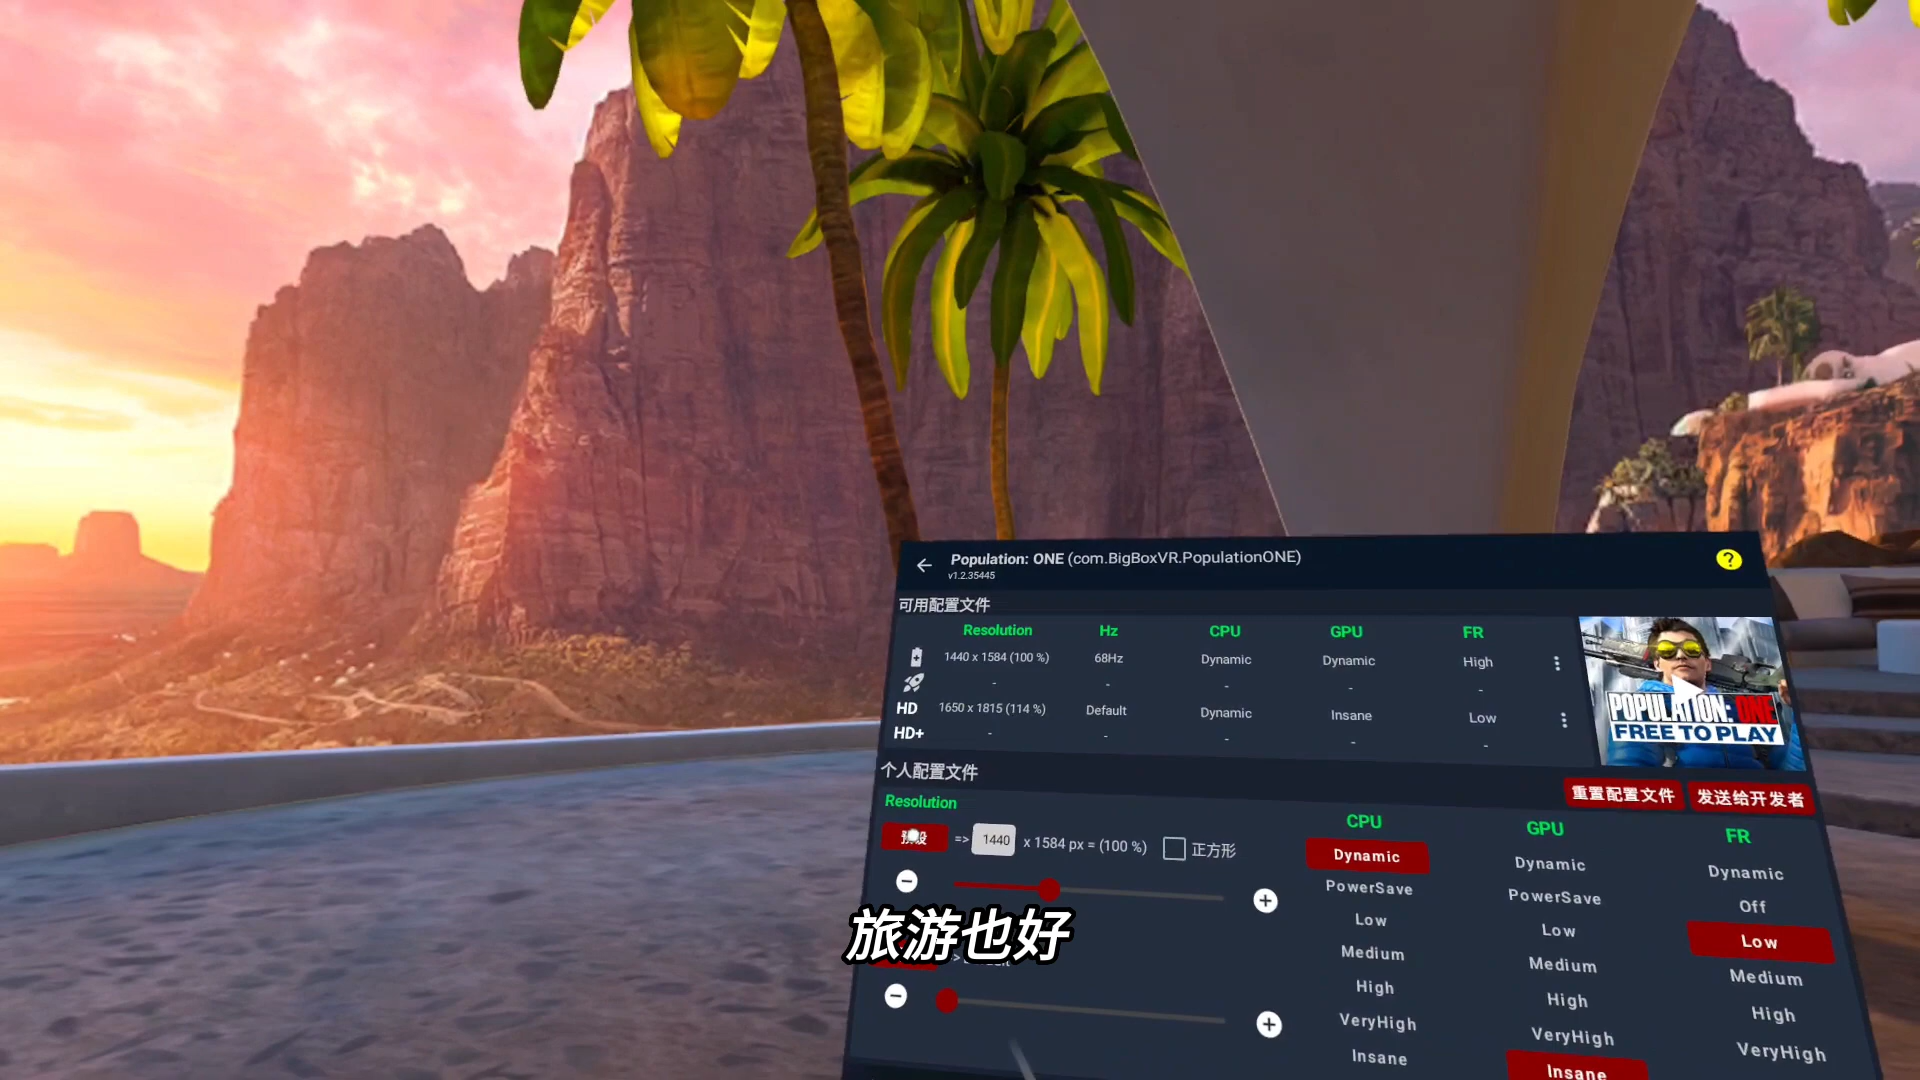 Population: ONE (com.BigBoxVR.PopulationONE)
v1.2.35445
?
可用配置文件
Resolution Hz CPU GPU FR
1440 x 1584 (100 %) 68Hz Dynamic Dynamic High
- - - - -
HD 1650 x 1815 (114 %) Default Dynamic Insane Low
HD+ - - - - -
POPULATION: ONE
FREE TO PLAY
个人配置文件
重置配置文件 发送给开发者
Resolution
=> 1440 x 1584 px = (100 %) 正方形
CPU
Dynamic
PowerSave
Low
Medium
High
VeryHigh
Insane
GPU
Dynamic
PowerSave
Low
Medium
High
VeryHigh
Insane
FR
Dynamic
Off
Low
Medium
High
VeryHigh
旅游也好